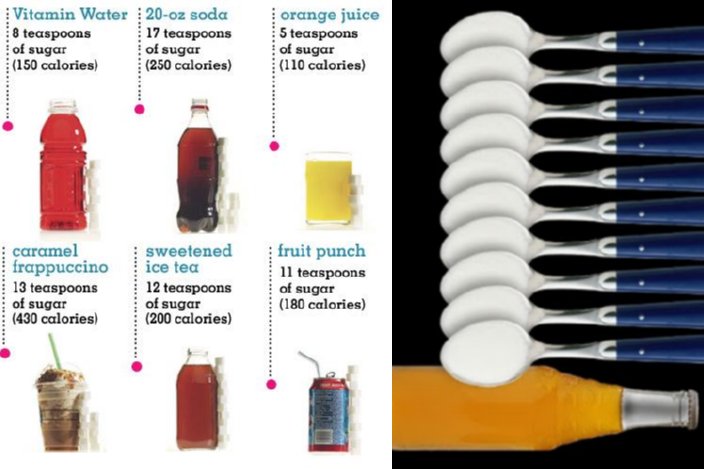 Vitamin Water
8 teaspoons
of sugar
(150 calories)
20-oz soda
17 teaspoons
of sugar
(250 calories)
orange juice
5 teaspoons
of sugar
(110 calories)
caramel
frappuccino
13 teaspoons
of sugar
(430 calories)
sweetened
ice tea
12 teaspoons
of sugar
(200 calories)
fruit punch
11 teaspoons
of sugar
(180 calories)